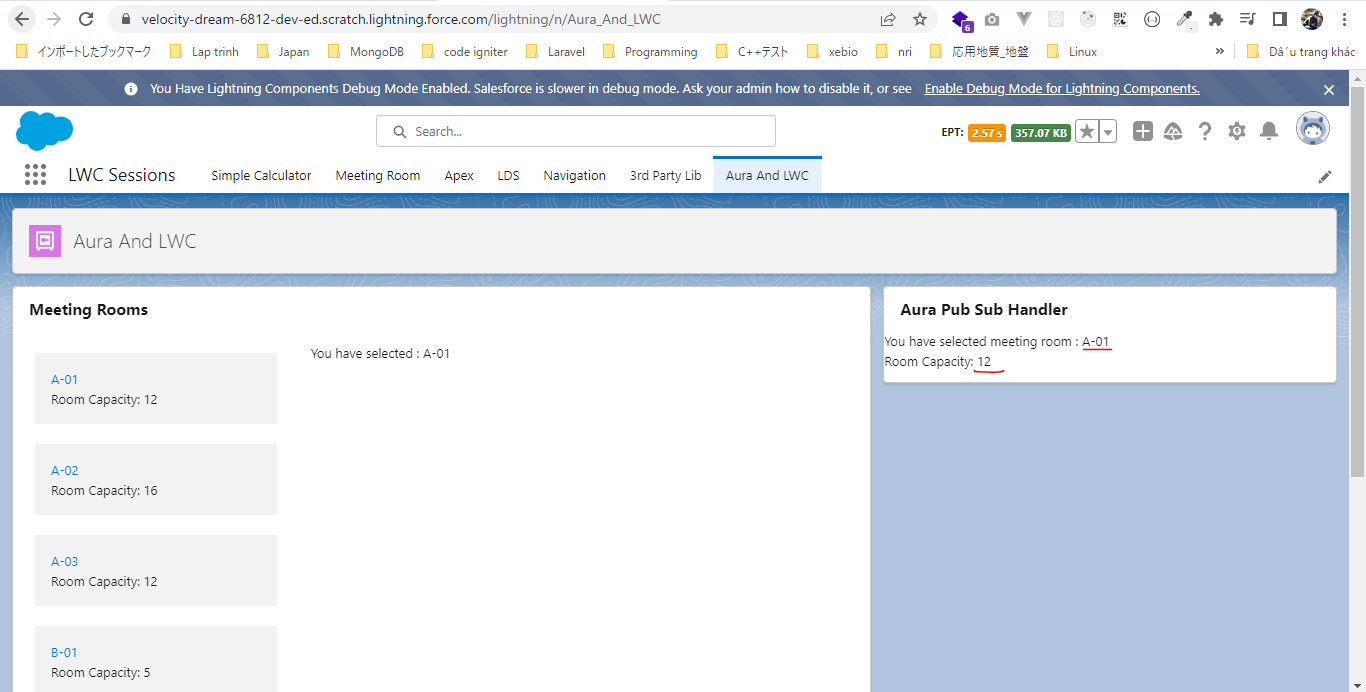 velocity-dream-6812-dev-ed.scratch.lightning.force.com/lightning/n/Aura_And_LWC
6
インポートしたブックマーク Lap trinh Japan MongoDB code igniter Laravel Programming C++テスト xebio nri 応用地質_地盤 Linux » Dấu trang khác
You Have Lightning Components Debug Mode Enabled. Salesforce is slower in debug mode. Ask your admin how to disable it, or see Enable Debug Mode for Lightning Components.
Search... EPT: 2.57 s 357.07 KB
LWC Sessions Simple Calculator Meeting Room Apex LDS Navigation 3rd Party Lib Aura And LWC
Aura And LWC
Meeting Rooms
You have selected : A-01
A-01
Room Capacity: 12
A-02
Room Capacity: 16
A-03
Room Capacity: 12
B-01
Room Capacity: 5
Aura Pub Sub Handler
You have selected meeting room : A-01
Room Capacity: 12